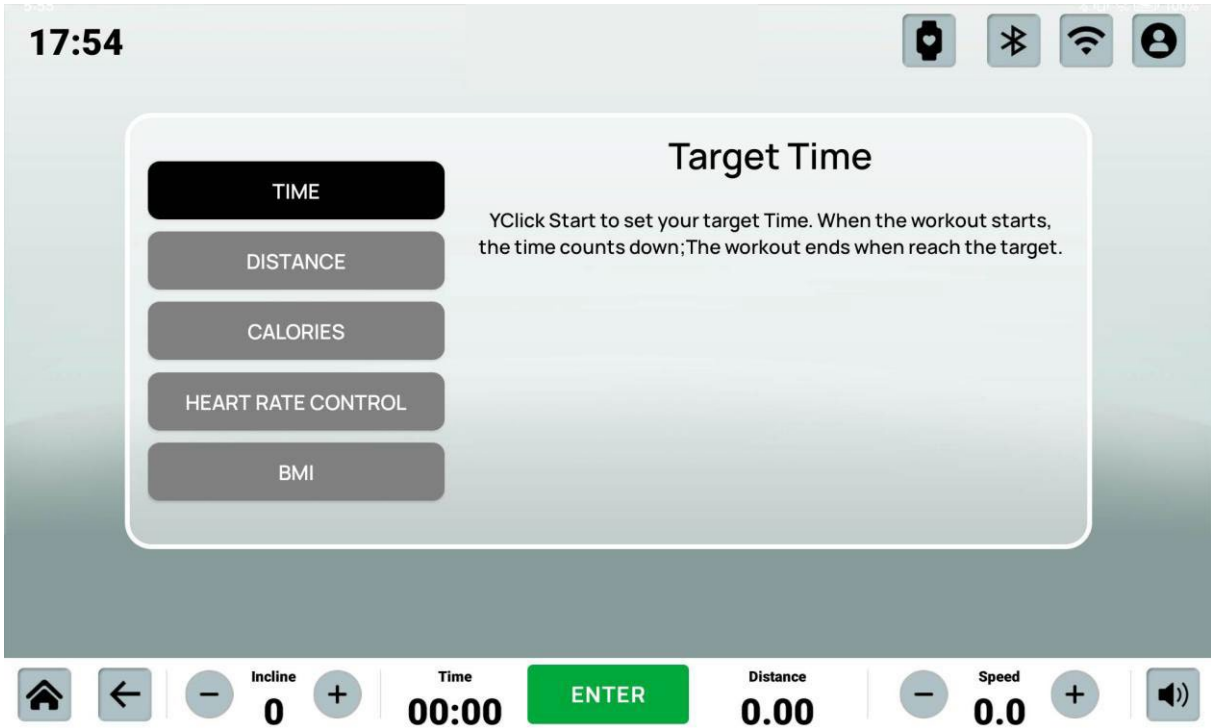 17:54
TIME
DISTANCE
CALORIES
HEART RATE CONTROL
BMI
Target Time
YClick Start to set your target Time. When the workout starts,
the time counts down;The workout ends when reach the target.
Incline
0
Time
00:00
ENTER
Distance
0.00
Speed
0.0